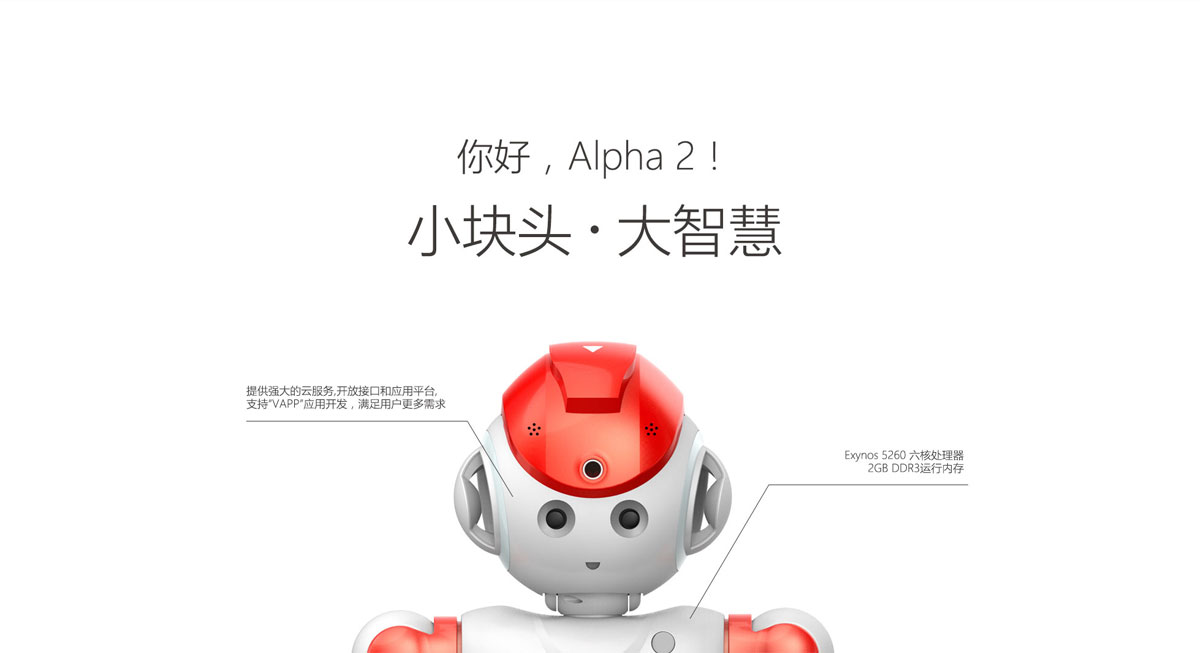 你好，Alpha 2！
小块头·大智慧
提供强大的云服务,开放接口和应用平台,
支持"VAPP"应用开发，满足用户更多需求
Exynos 5260 六核处理器
2GB DDR3运行内存